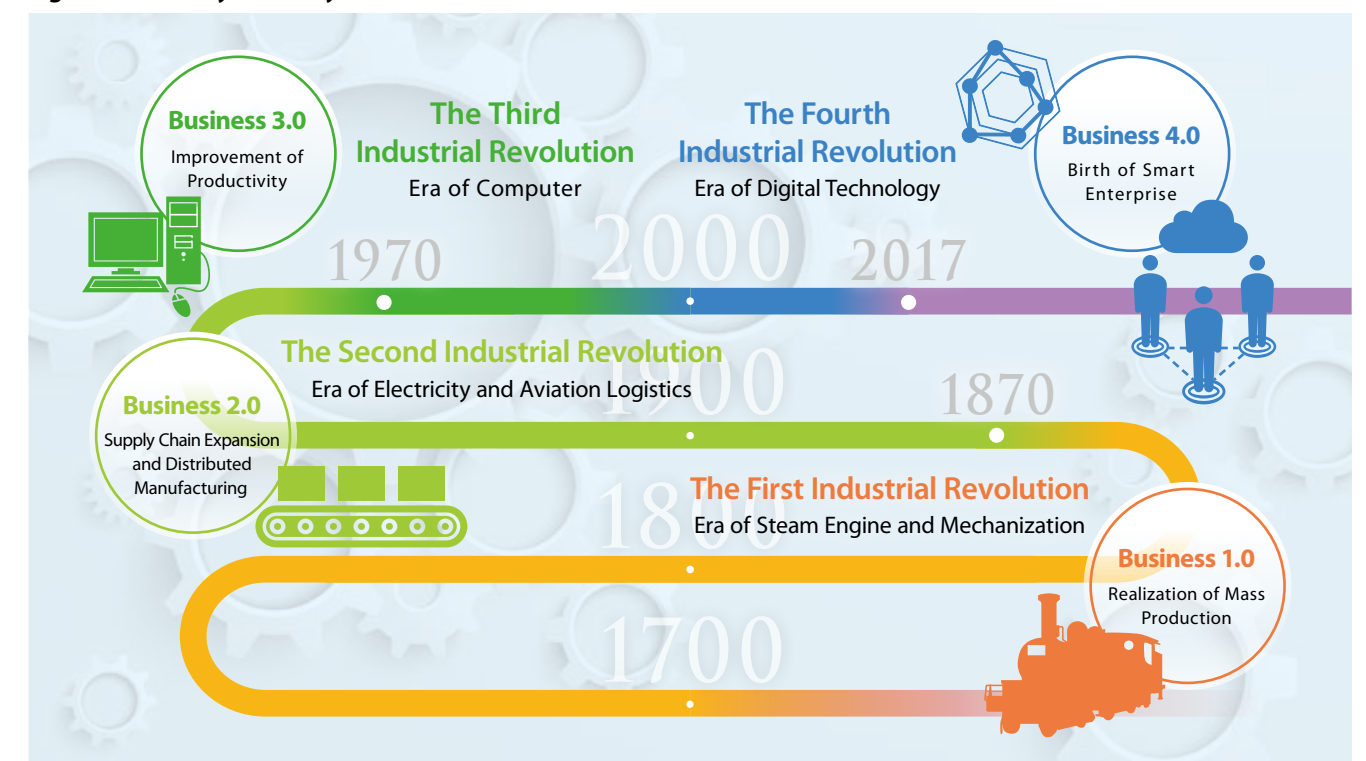 Business 3.0
Improvement of
Productivity
The Third
Industrial Revolution
Era of Computer
The Fourth
Industrial Revolution
Era of Digital Technology
Business 4.0
Birth of Smart
Enterprise
1970
2000
2017
The Second Industrial Revolution
Era of Electricity and Aviation Logistics
1900
1870
Business 2.0
Supply Chain Expansion
and Distributed
Manufacturing
The First Industrial Revolution
Era of Steam Engine and Mechanization
1800
Business 1.0
Realization of Mass
Production
1700